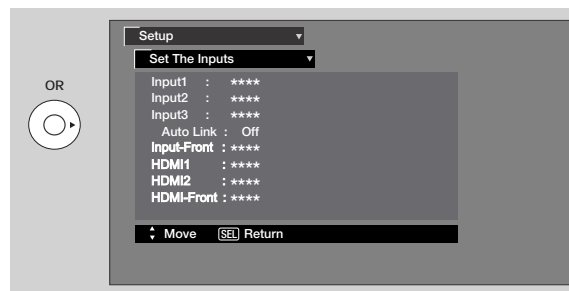 Setup
Set The Inputs
OR
Input1 : ****
Input2 : ****
Input3 : ****
Auto Link : Off
Input-Front : ****
HDMI1 : ****
HDMI2 : ****
HDMI-Front : ****
Move SEL Return